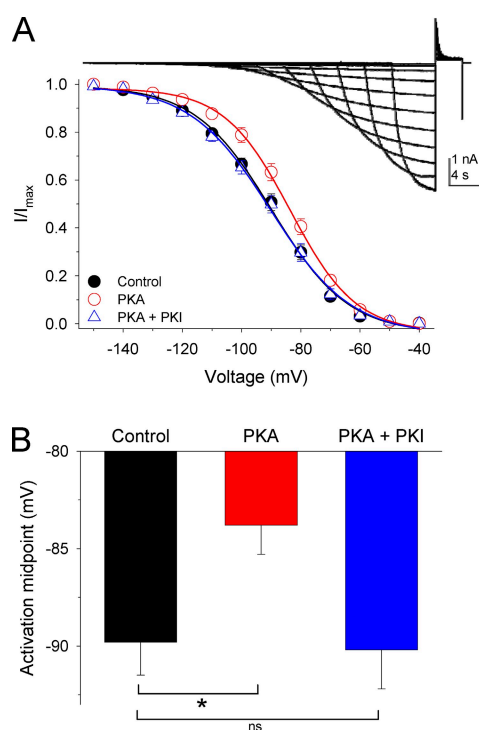 A
1.0
0.8
0.6
0.4
0.2
0.0
I/Imax
1 nA
4 s
Control
PKA
PKA + PKI
-140 -120 -100 -80 -60 -40
Voltage (mV)
B
Control PKA PKA + PKI
-80
-85
-90
Activation midpoint (mV)
*
ns